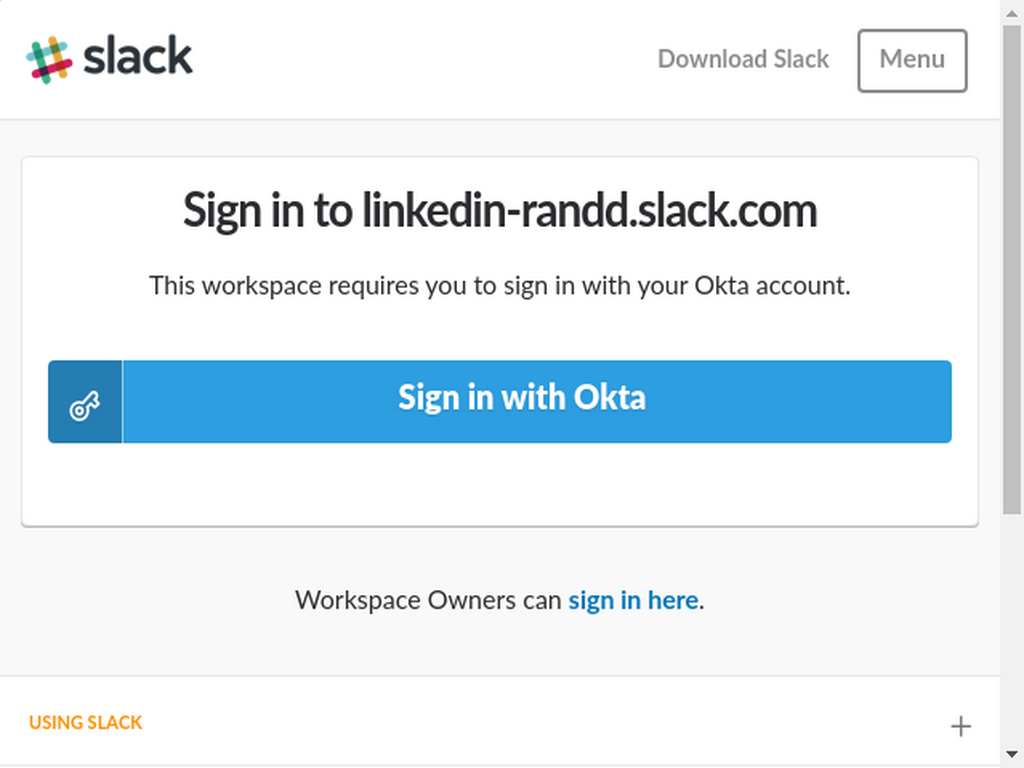 slack
Download Slack
Menu
Sign in to linkedin-randd.slack.com
This workspace requires you to sign in with your Okta account.
Sign in with Okta
Workspace Owners can sign in here.
USING SLACK